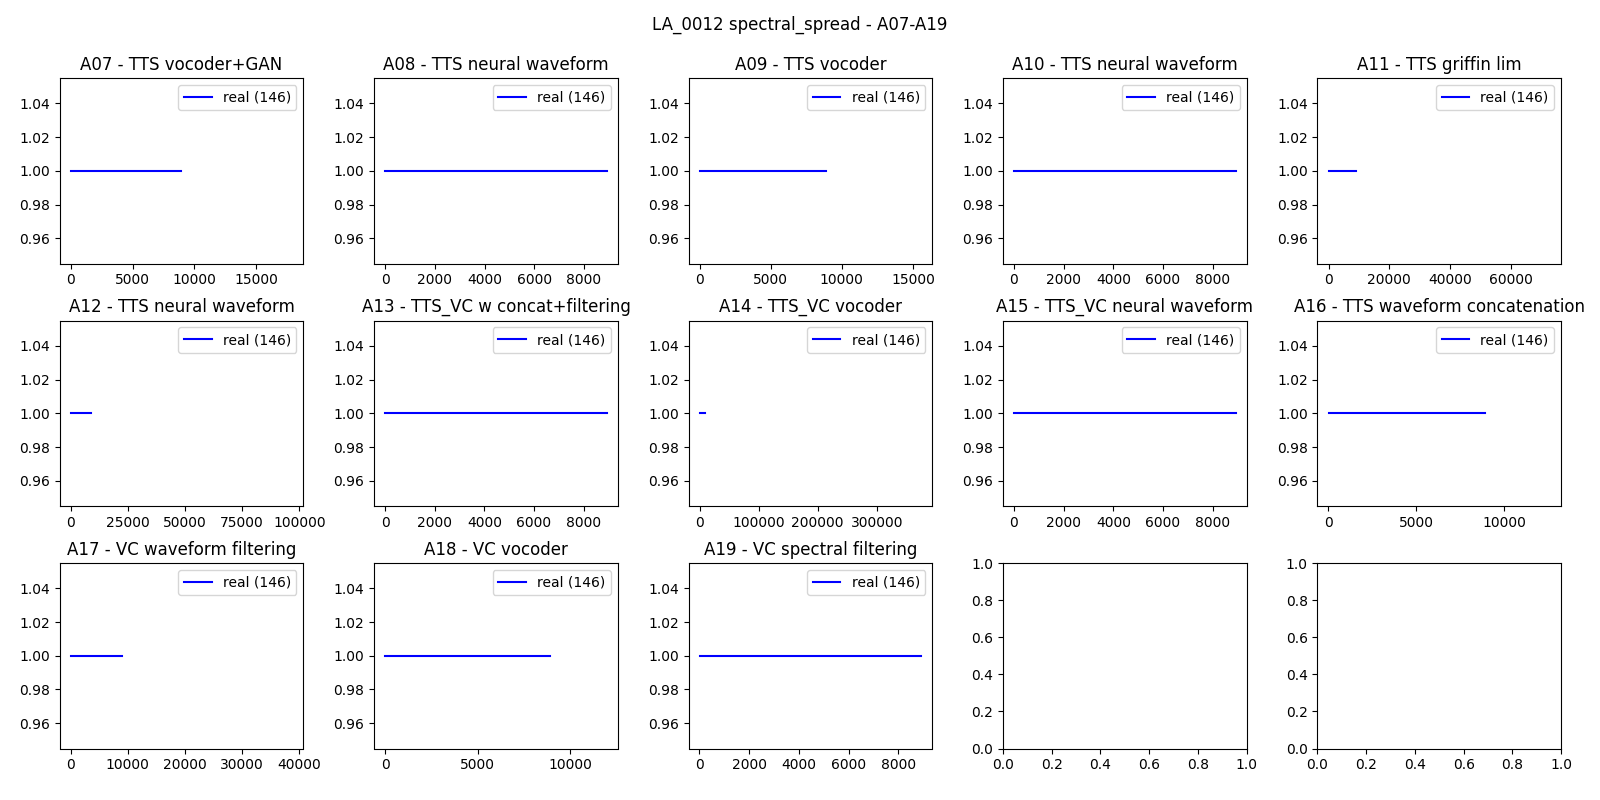 LA_0012 spectral_spread - A07-A19
A07 - TTS vocoder+GAN
A08 - TTS neural waveform
A09 - TTS vocoder
A10 - TTS neural waveform
A11 - TTS griffin lim
real (146)
real (146)
real (146)
real (146)
real (146)
1.04
1.02
1.00
0.98
0.96
1.04
1.02
1.00
0.98
0.96
1.04
1.02
1.00
0.98
0.96
1.04
1.02
1.00
0.98
0.96
1.04
1.02
1.00
0.98
0.96
0 5000 10000 15000
0 2000 4000 6000 8000
0 5000 10000 15000
0 2000 4000 6000 8000
0 20000 40000 60000
A12 - TTS neural waveform
A13 - TTS_VC w concat+filtering
A14 - TTS_VC vocoder
A15 - TTS_VC neural waveform
A16 - TTS waveform concatenation
real (146)
real (146)
real (146)
real (146)
real (146)
1.04
1.02
1.00
0.98
0.96
1.04
1.02
1.00
0.98
0.96
1.04
1.02
1.00
0.98
0.96
1.04
1.02
1.00
0.98
0.96
1.04
1.02
1.00
0.98
0.96
0 25000 50000 75000 100000
0 2000 4000 6000 8000
0 100000 200000 300000
0 2000 4000 6000 8000
0 5000 10000
A17 - VC waveform filtering
A18 - VC vocoder
A19 - VC spectral filtering
real (146)
real (146)
real (146)
1.04
1.02
1.00
0.98
0.96
1.04
1.02
1.00
0.98
0.96
1.04
1.02
1.00
0.98
0.96
1.0
0.8
0.6
0.4
0.2
0.0
1.0
0.8
0.6
0.4
0.2
0.0
0 10000 20000 30000 40000
0 5000 10000
0 2000 4000 6000 8000
0.0 0.2 0.4 0.6 0.8 1.0
0.0 0.2 0.4 0.6 0.8 1.0